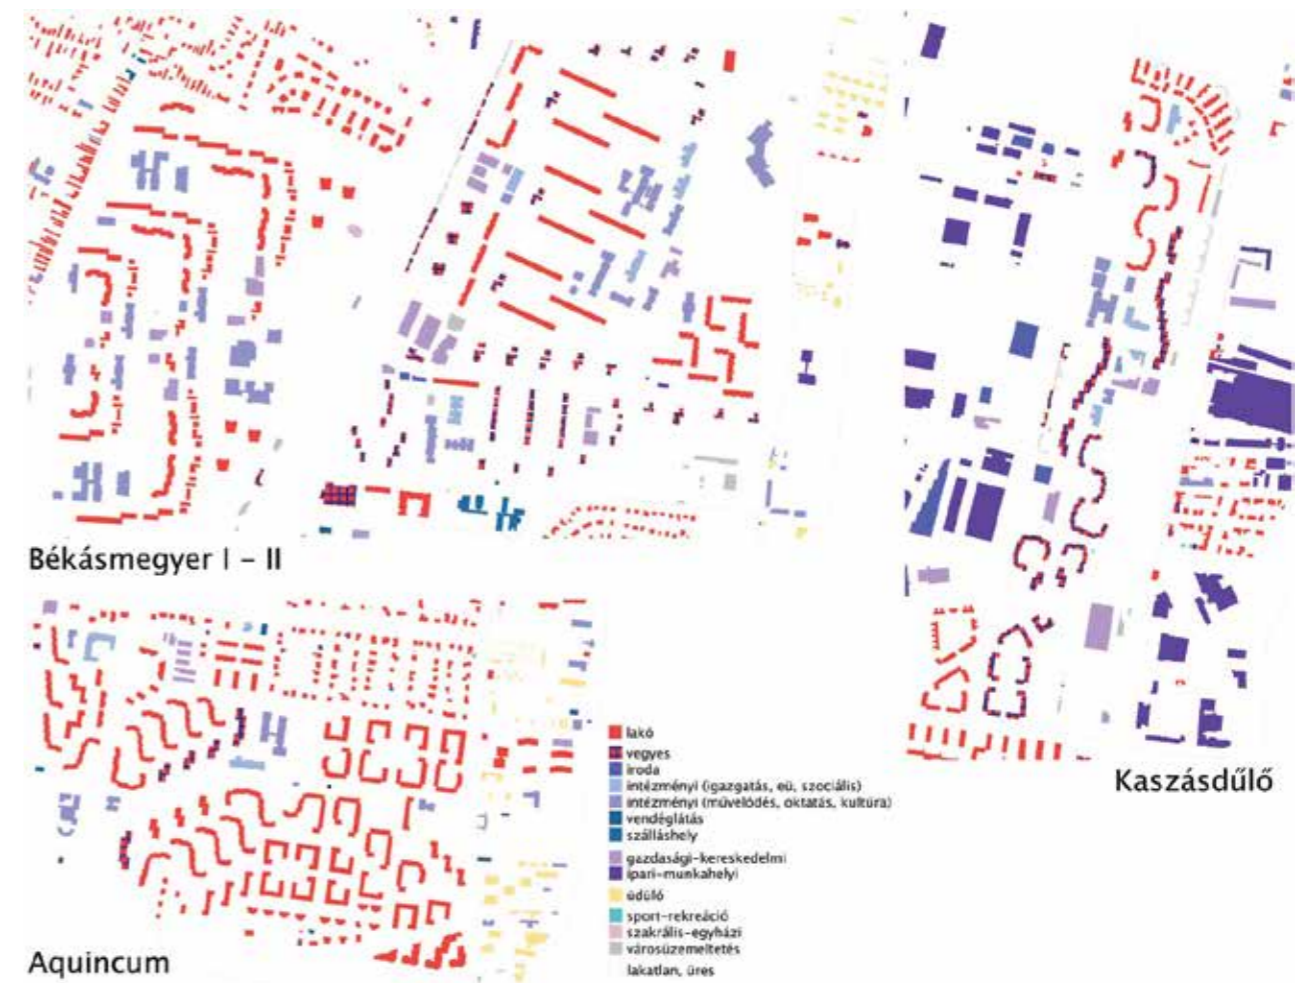 Békásmegyer I - II
lakó
vegyes
iroda
intézményi (igazgatás, eü, szociális)
intézményi (művelődés, oktatás, kultúra)
vendéglátás
szálláshely
gazdasági-kereskedelmi
ipari-munkahelyi
üdülő
sport-rekreáció
szakrális-egyházi
városüzemeltetés
lakatlan, üres
Kaszásdűlő
Aquincum